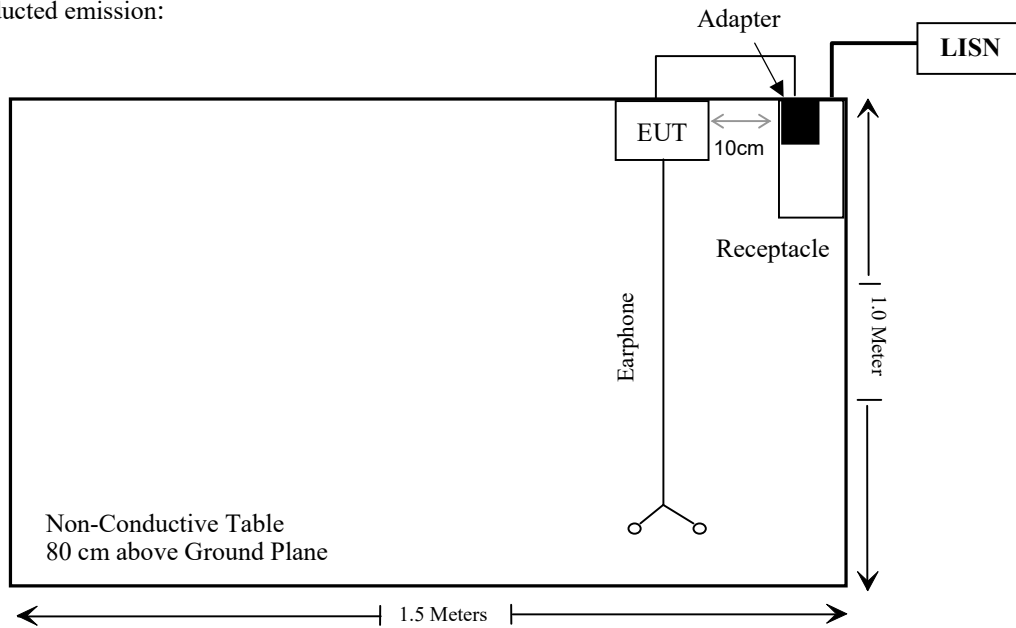 ducted emission:
Adapter
LISN
EUT
10cm
Receptacle
Earphone
1.0 Meter
Non-Conductive Table
80 cm above Ground Plane
1.5 Meters